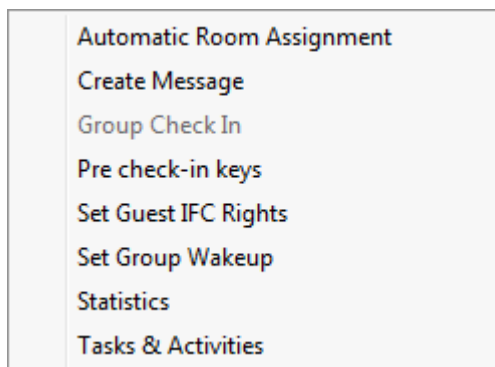 Automatic Room Assignment
Create Message
Group Check In
Pre check-in keys
Set Guest IFC Rights
Set Group Wakeup
Statistics
Tasks & Activities